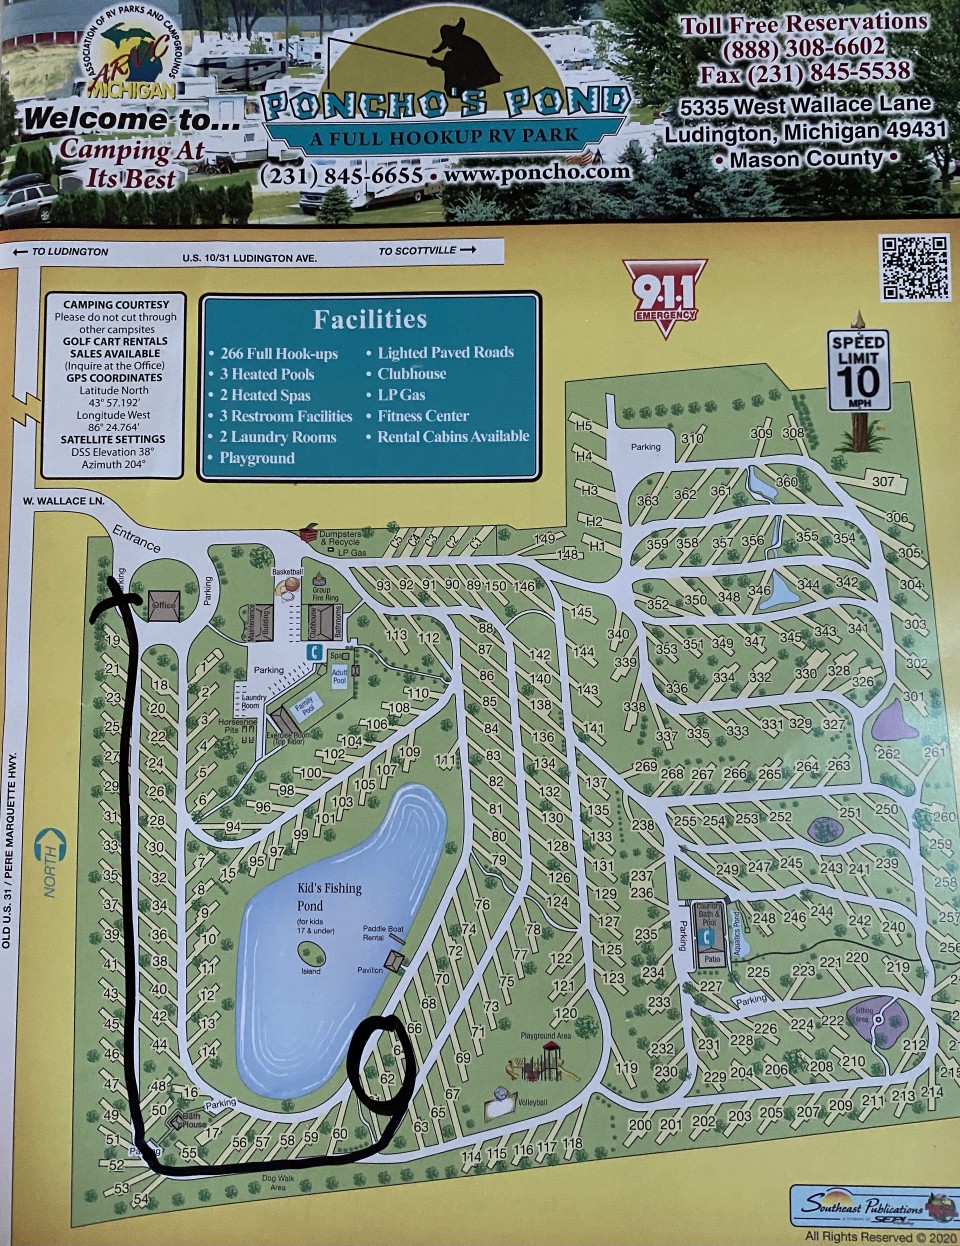 ASSOCIATION OF RV PARKS AND CAMPGROUNDS
ARVC
MICHIGAN
Welcome to...
Camping At
Its Best
PONCHO'S POND
A FULL HOOKUP RV PARK
(231) 845-6655 • www.poncho.com
Toll Free Reservations
(888) 308-6602
Fax (231) 845-5538
5335 West Wallace Lane
Ludington, Michigan 49431
• Mason County •
← TO LUDINGTON
U.S. 10/31 LUDINGTON AVE.
TO SCOTTVILLE →
CAMPING COURTESY
Please do not cut through
other campsites
GOLF CART RENTALS
SALES AVAILABLE
(Inquire at the Office)
GPS COORDINATES
Latitude North
43° 57.192'
Longitude West
86° 24.764'
SATELLITE SETTINGS
DSS Elevation 38°
Azimuth 204°
Facilities
• 266 Full Hook-ups
• 3 Heated Pools
• 2 Heated Spas
• 3 Restroom Facilities
• 2 Laundry Rooms
• Playground
• Lighted Paved Roads
• Clubhouse
• LP Gas
• Fitness Center
• Rental Cabins Available
9-1-1
EMERGENCY
SPEED
LIMIT
10
MPH
W. WALLACE LN.
Entrance
Parking
Office
Dumpsters
& Recycle
LP Gas
Basketball
Group
Fire Ring
Clubhouse
Bathrooms
Spa
Adult
Pool
Family
Pool
Parking
Laundry
Room
Horseshoe
Pits
Exercise Room
(Top Floor)
H5
H4
H3
H2
H1
Parking
310
309
308
307
306
305
304
303
302
301
363
362
361
360
359
358
357
356
355
354
352
350
348
346
344
342
353
351
349
347
345
343
341
340
339
338
336
334
332
330
328
326
337
335
333
331
329
327
C5
C4
C3
C2
C1
149
148
93
92
91
90
89
150
146
145
144
143
141
142
140
138
136
134
132
130
128
126
124
122
121
120
137
135
133
131
129
127
125
123
119
113
112
111
110
108
106
104
102
100
98
96
94
109
107
105
103
101
99
97
95
88
87
86
85
84
83
82
81
80
79
78
76
75
74
73
72
71
70
69
68
67
66
65
63
62
60
59
58
57
56
55
54
53
52
51
50
49
48
47
46
45
44
43
42
41
40
39
38
37
36
35
34
33
32
31
30
29
28
27
26
25
24
23
22
21
20
19
18
2
3
4
5
6
7
8
9
10
11
12
13
14
15
16
17
269
268
267
266
265
264
263
262
261
260
259
258
255
254
253
252
251
250
249
247
245
243
241
239
248
246
244
242
240
238
237
236
235
234
233
232
231
230
229
228
227
226
225
224
223
222
221
220
219
212
204
206
208
210
200
201
202
203
205
207
209
211
213
214
114
115
116
117
118
Kid's Fishing
Pond
(for kids
17 & under)
Island
Paddle Boat
Rental
Pavilion
Parking
Bath
House
Dog Walk
Area
Playground Area
Volleyball
Parking
Laundry
Bath &
Pool
Patio
Aquatics Pond
Parking
Sitting
Area
NORTH
OLD U.S. 31 / PERE MARQUETTE HWY.
Southeast Publications
SEPI
All Rights Reserved © 2020